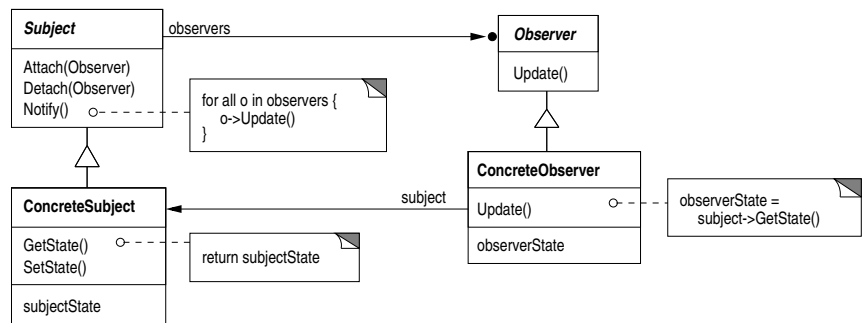 Subject
observers
Observer
Attach(Observer)
Detach(Observer)
Notify()
for all o in observers {
o->Update()
}
Update()
ConcreteSubject
subject
ConcreteObserver
GetState()
SetState()
return subjectState
subjectState
Update()
observerState
observerState =
subject->GetState()